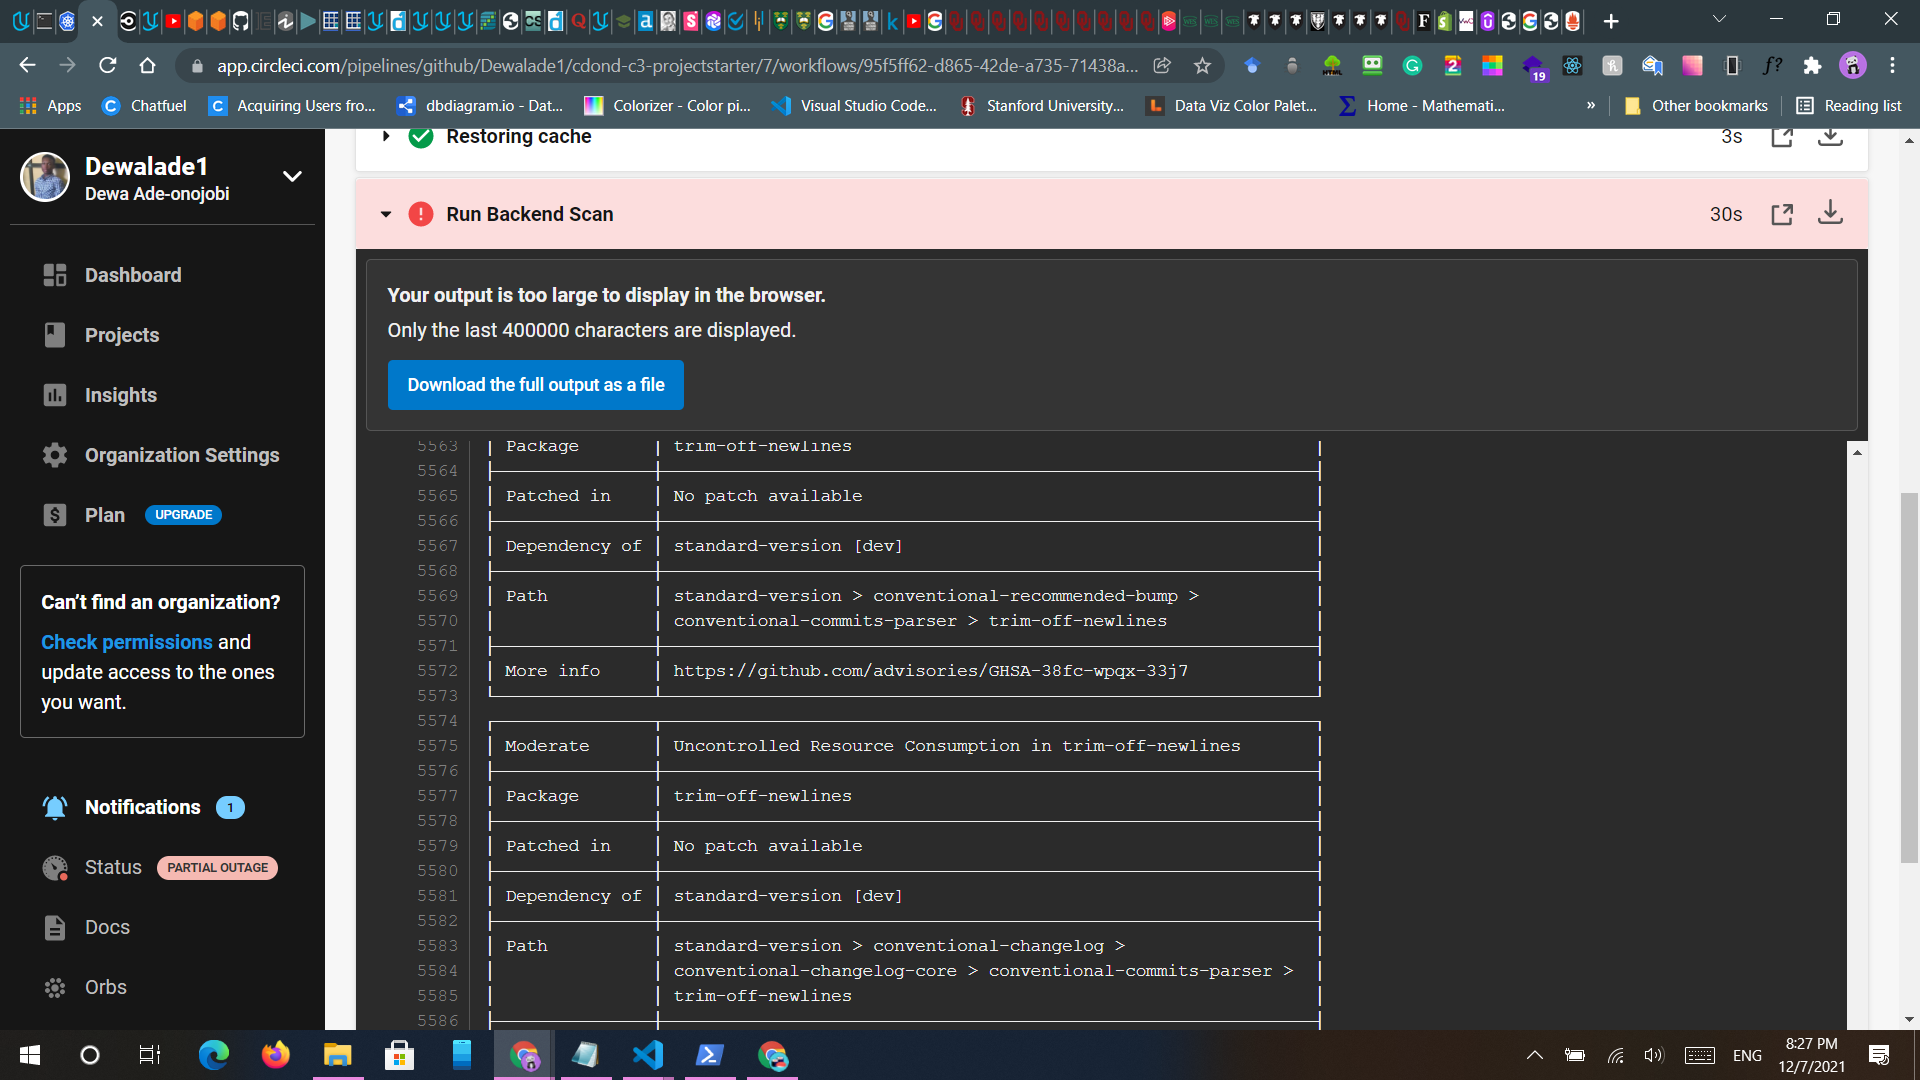 app.circleci.com/pipelines/github/Dewalade1/cdond-c3-projectstarter/7/workflows/95f5ff62-d865-42de-a735-71438a...
19
Apps
Chatfuel
Acquiring Users fro...
dbdiagram.io - Dat...
Colorizer - Color pi...
Visual Studio Code...
Stanford University...
Data Viz Color Palet...
Home - Mathemati...
»
Other bookmarks
Reading list
Dewalade1
Dewa Ade-onojobi
Dashboard
Projects
Insights
Organization Settings
Plan UPGRADE
Can't find an organization?
Check permissions and
update access to the ones
you want.
Notifications 1
Status PARTIAL OUTAGE
Docs
Orbs
Restoring cache 3s
Run Backend Scan 30s
Your output is too large to display in the browser.
Only the last 400000 characters are displayed.
Download the full output as a file
5563 Package trim-off-newlines
5564
5565 Patched in No patch available
5566
5567 Dependency of standard-version [dev]
5568
5569 Path standard-version > conventional-recommended-bump >
5570 conventional-commits-parser > trim-off-newlines
5571
5572 More info https://github.com/advisories/GHSA-38fc-wpqx-33j7
5573
5574
5575 Moderate Uncontrolled Resource Consumption in trim-off-newlines
5576
5577 Package trim-off-newlines
5578
5579 Patched in No patch available
5580
5581 Dependency of standard-version [dev]
5582
5583 Path standard-version > conventional-changelog >
5584 conventional-changelog-core > conventional-commits-parser >
5585 trim-off-newlines
5586
ENG
8:27 PM
12/7/2021